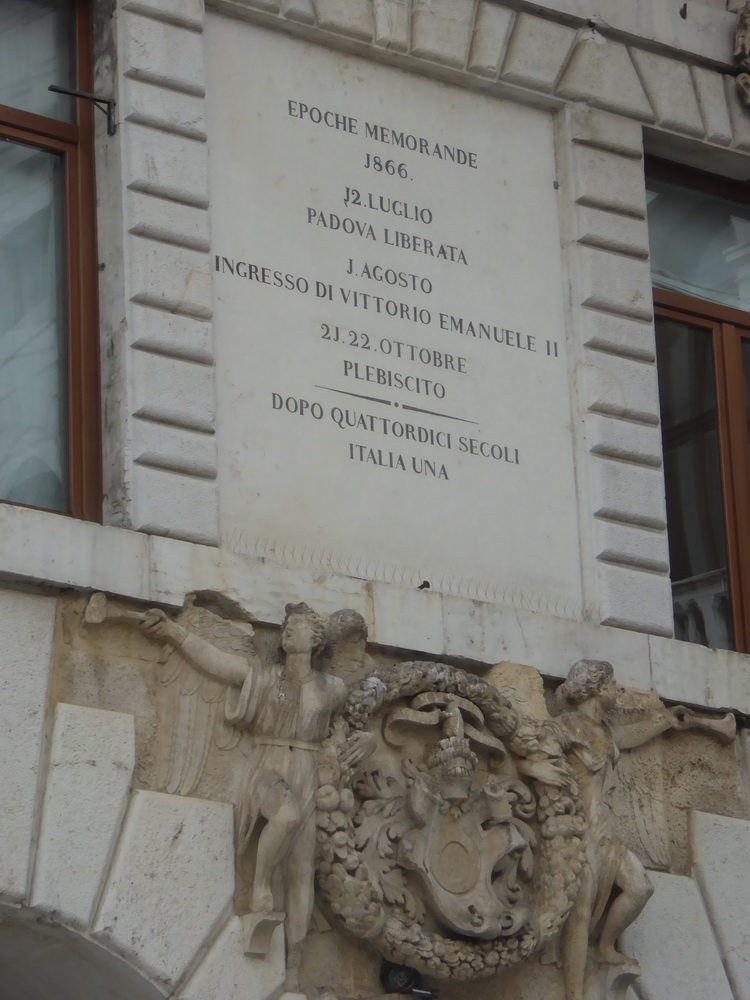 EPOCHE MEMORANDE
J866.
J2.LUGLIO
PADOVA LIBERATA
J.AGOSTO
INGRESSO DI VITTORIO EMANUELE II
2J.22.OTTOBRE
PLEBISCITO
DOPO QUATTORDICI SECOLI
ITALIA UNA